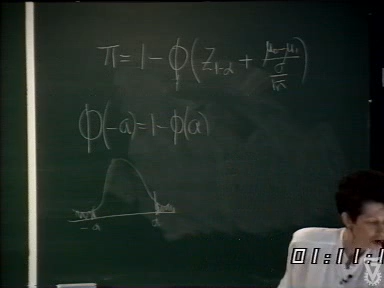 π = 1 − ϕ(Z₁₋α + (μ₀ − μ₁)/(σ/√n))
ϕ(-a) = 1 − ϕ(a)
-a a
01:11:1